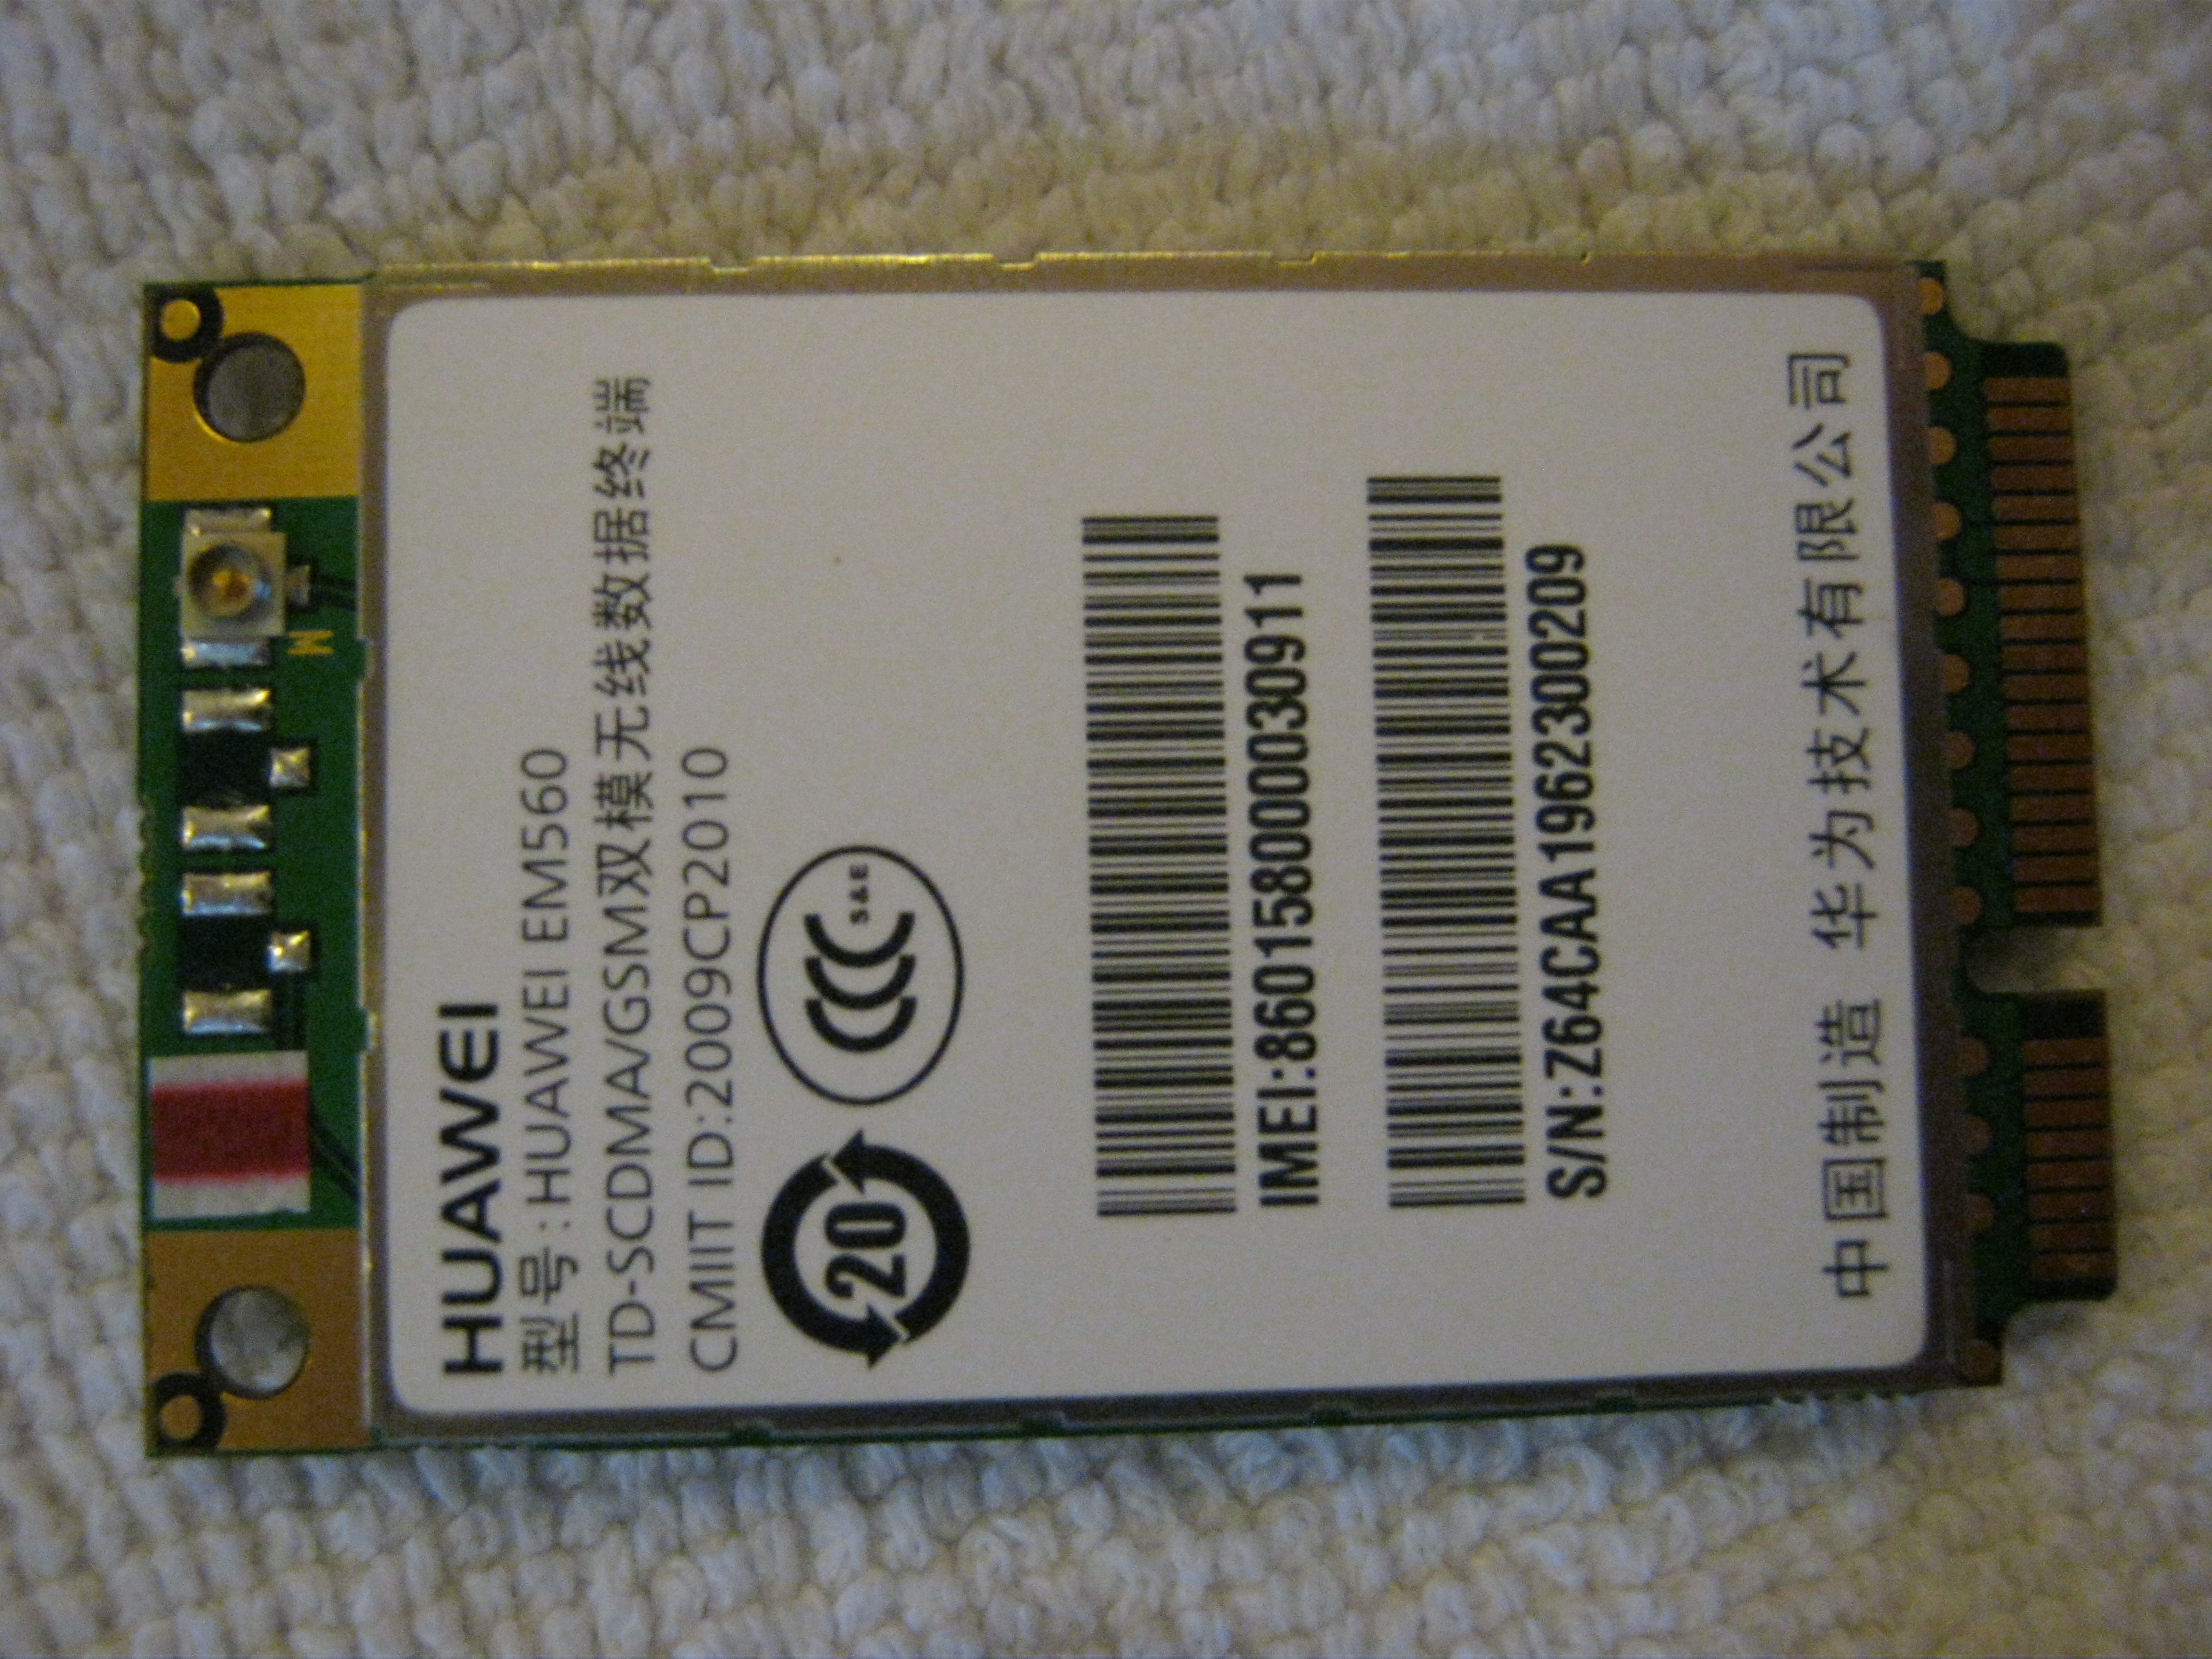 HUAWEI
型号:HUAWEI EM560
TD-SCDMA/GSM双模无线数据终端
CMIIT ID:2009CP2010
20
S&E
IMEI:860158000030911
S/N:Z64CAA1962300209
中国制造 华为技术有限公司
M